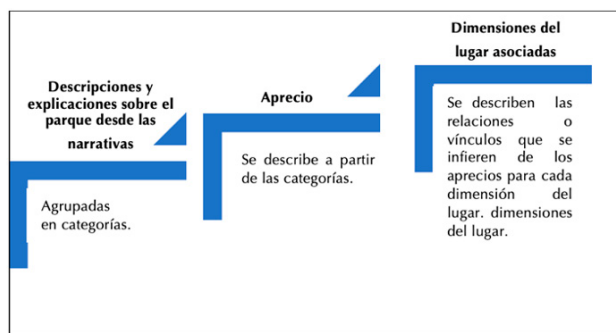 Descripciones y
explicaciones sobre el
parque desde las
narrativas
Agrupadas
en categorías.
Aprecio
Se describe a partir
de las categorías.
Dimensiones del
lugar asociadas
Se describen las
relaciones o
vínculos que se
infieren de los
aprecios para cada
dimensión del
lugar. dimensiones
del lugar.